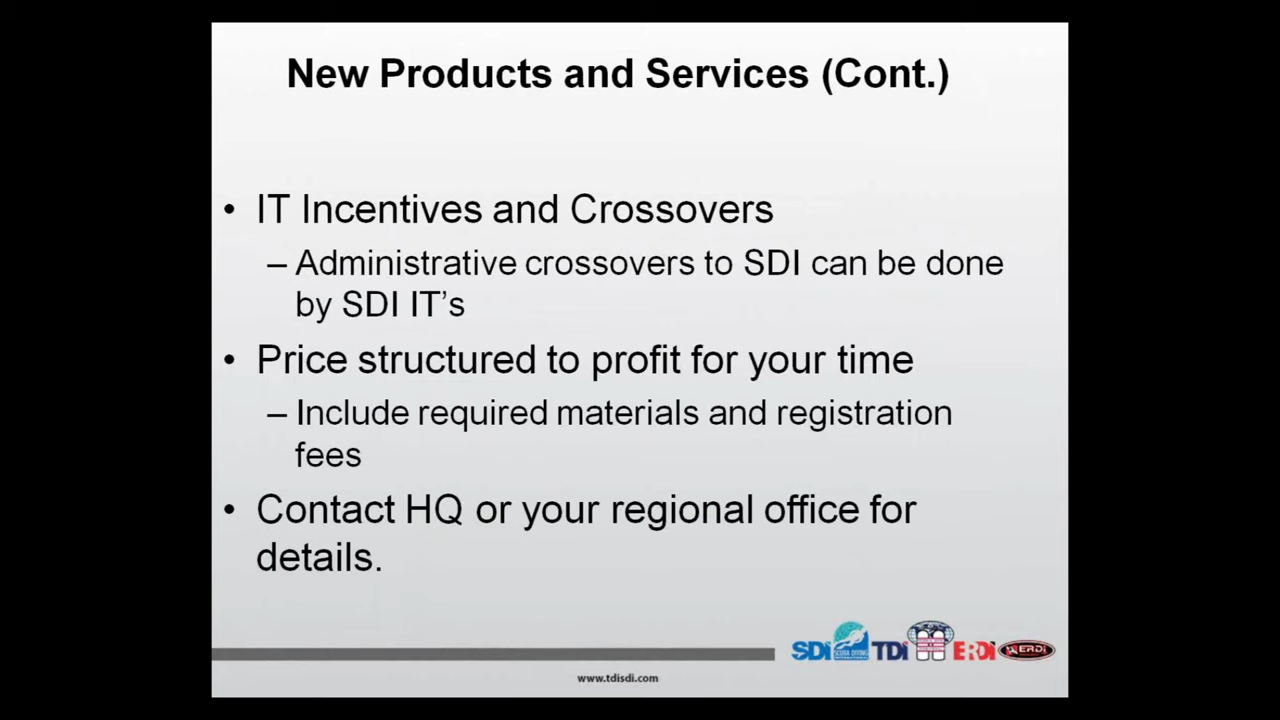 New Products and Services (Cont.)
• IT Incentives and Crossovers
– Administrative crossovers to SDI can be done
by SDI IT’s
• Price structured to profit for your time
– Include required materials and registration
fees
• Contact HQ or your regional office for
details.
SDI TDI ERDI ERDI
www.tdisdi.com